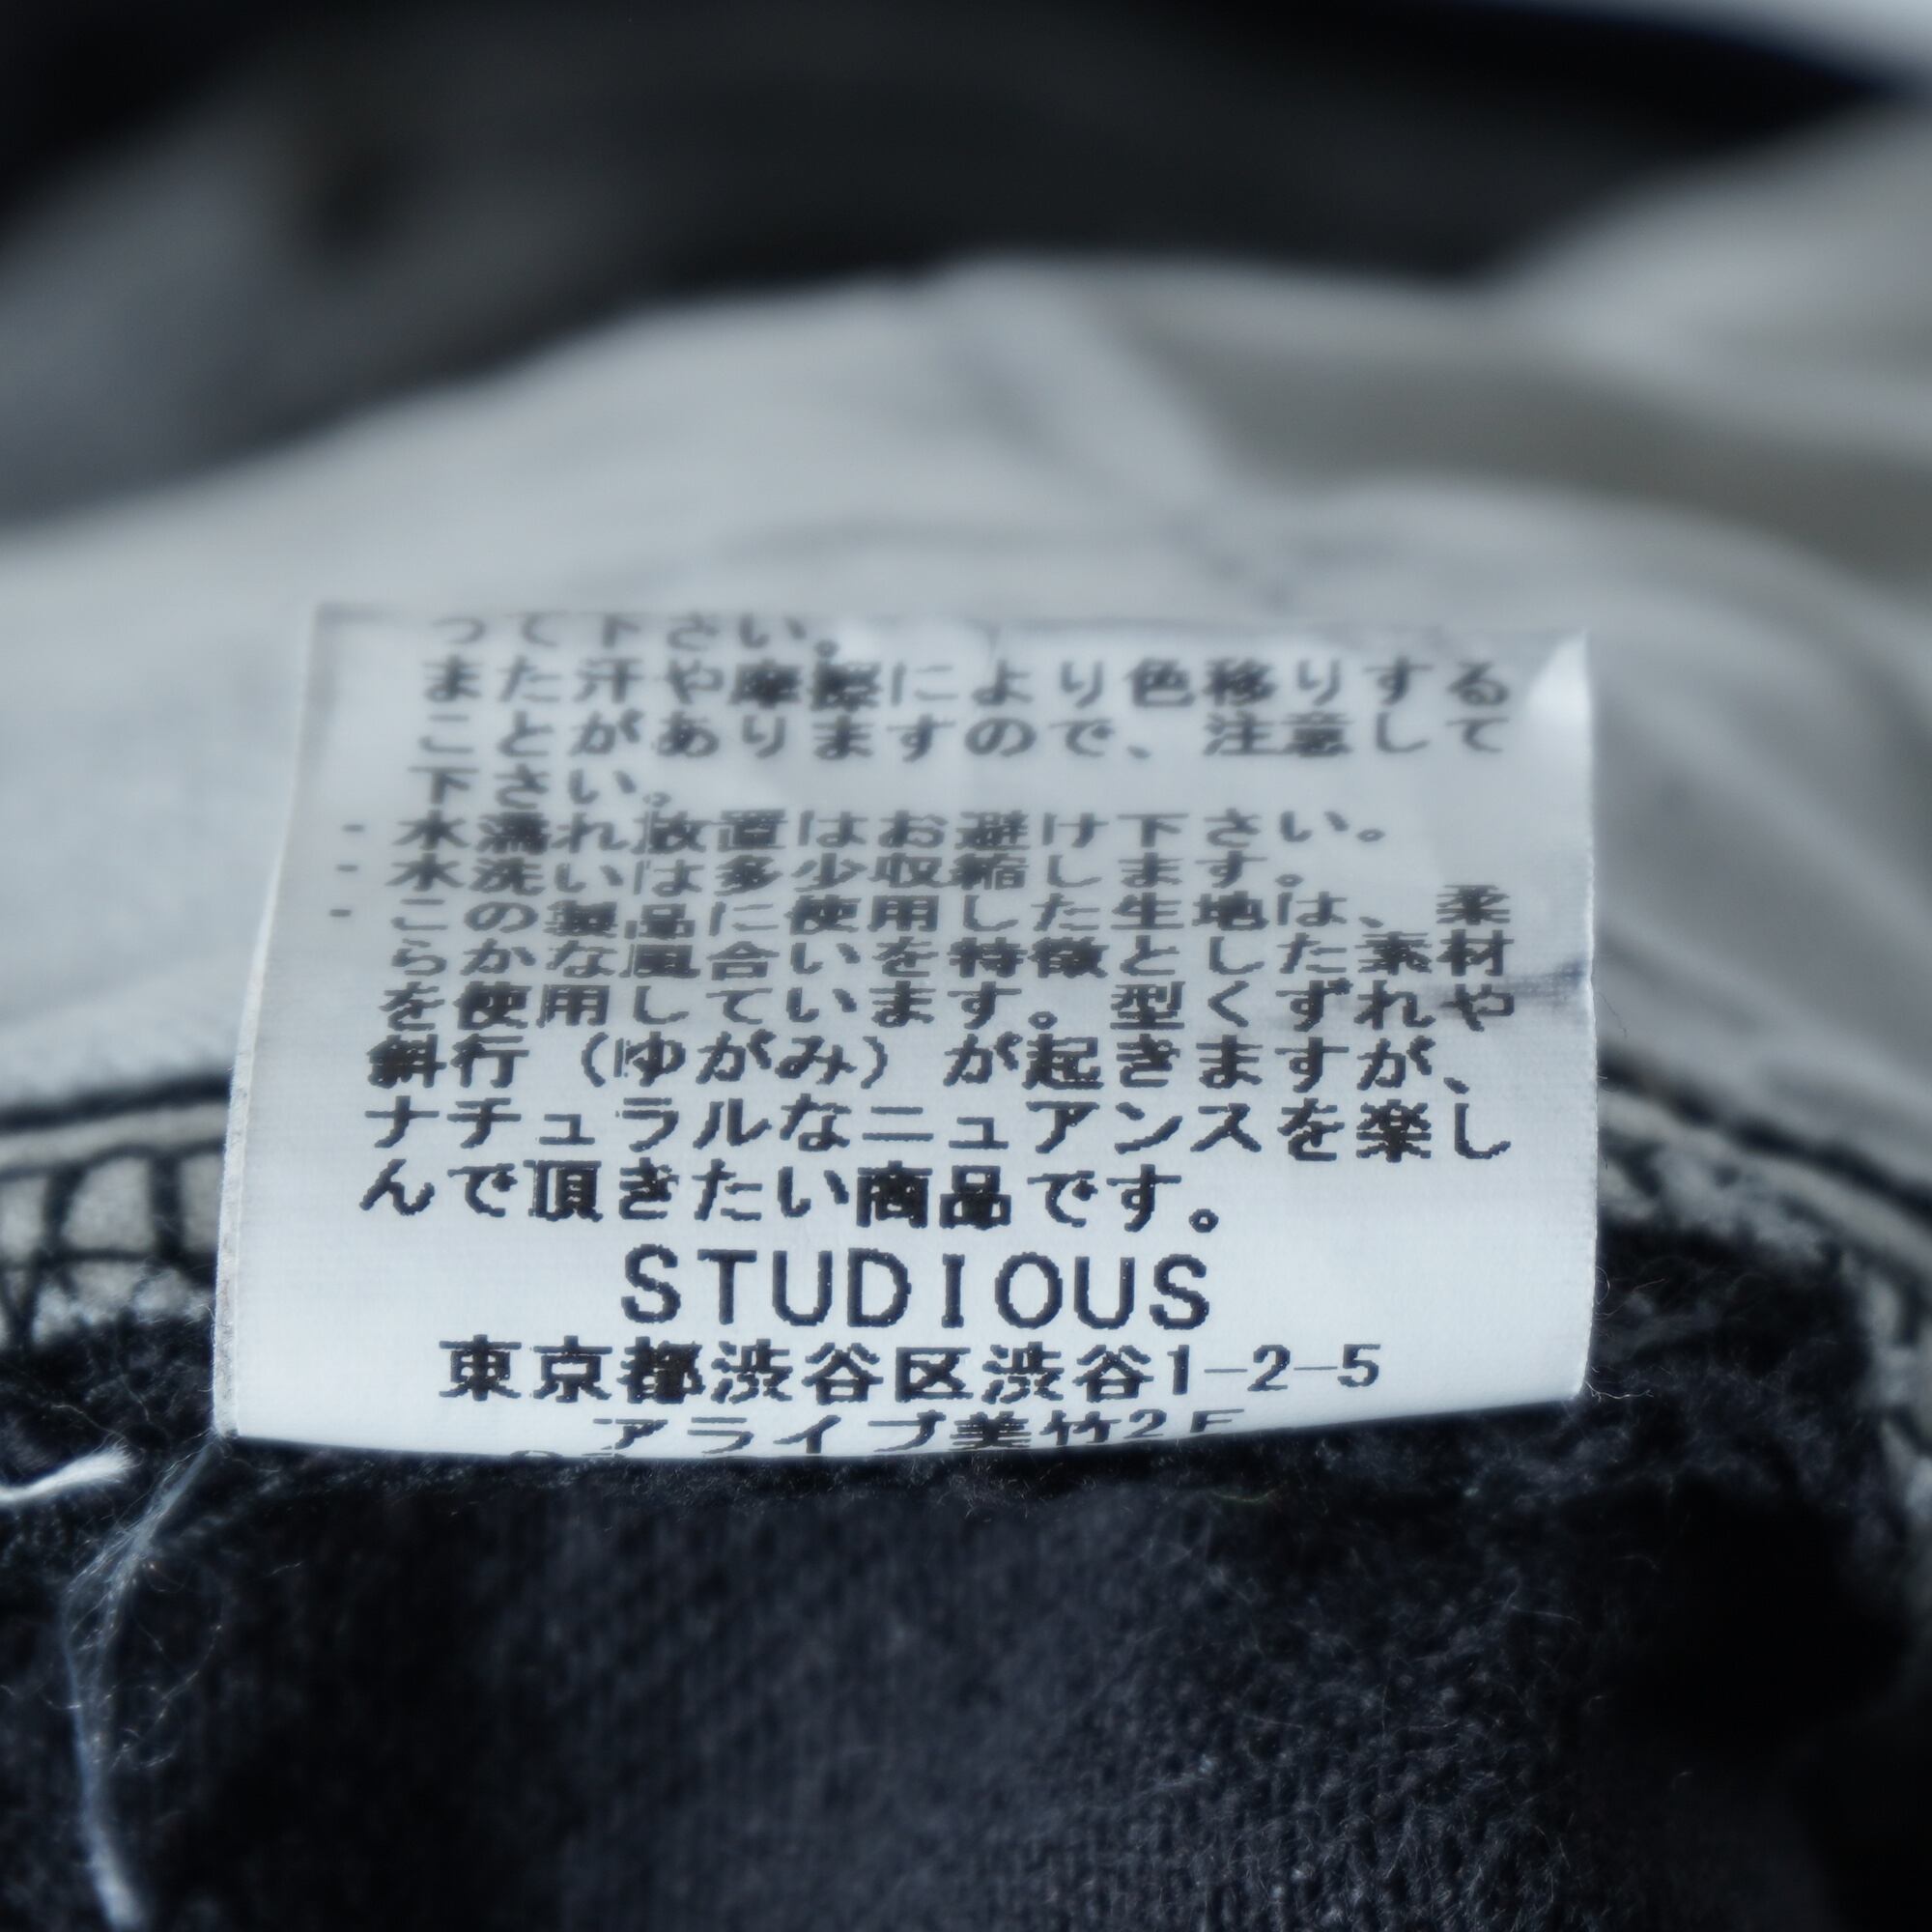 って下さい。
また汗や摩擦により色移りする
ことがありますので、注意して
下さい。
- 水濡れ放置はお避け下さい。
- 水洗いは多少収縮します。
- この製品に使用した生地は、柔
らかな風合いを特徴とした素材
を使用しています。型くずれや
斜行（ゆがみ）が起きますが、
ナチュラルなニュアンスを楽し
んで頂きたい商品です。
STUDIOUS
東京都渋谷区渋谷1-2-5
アライブ美竹2F